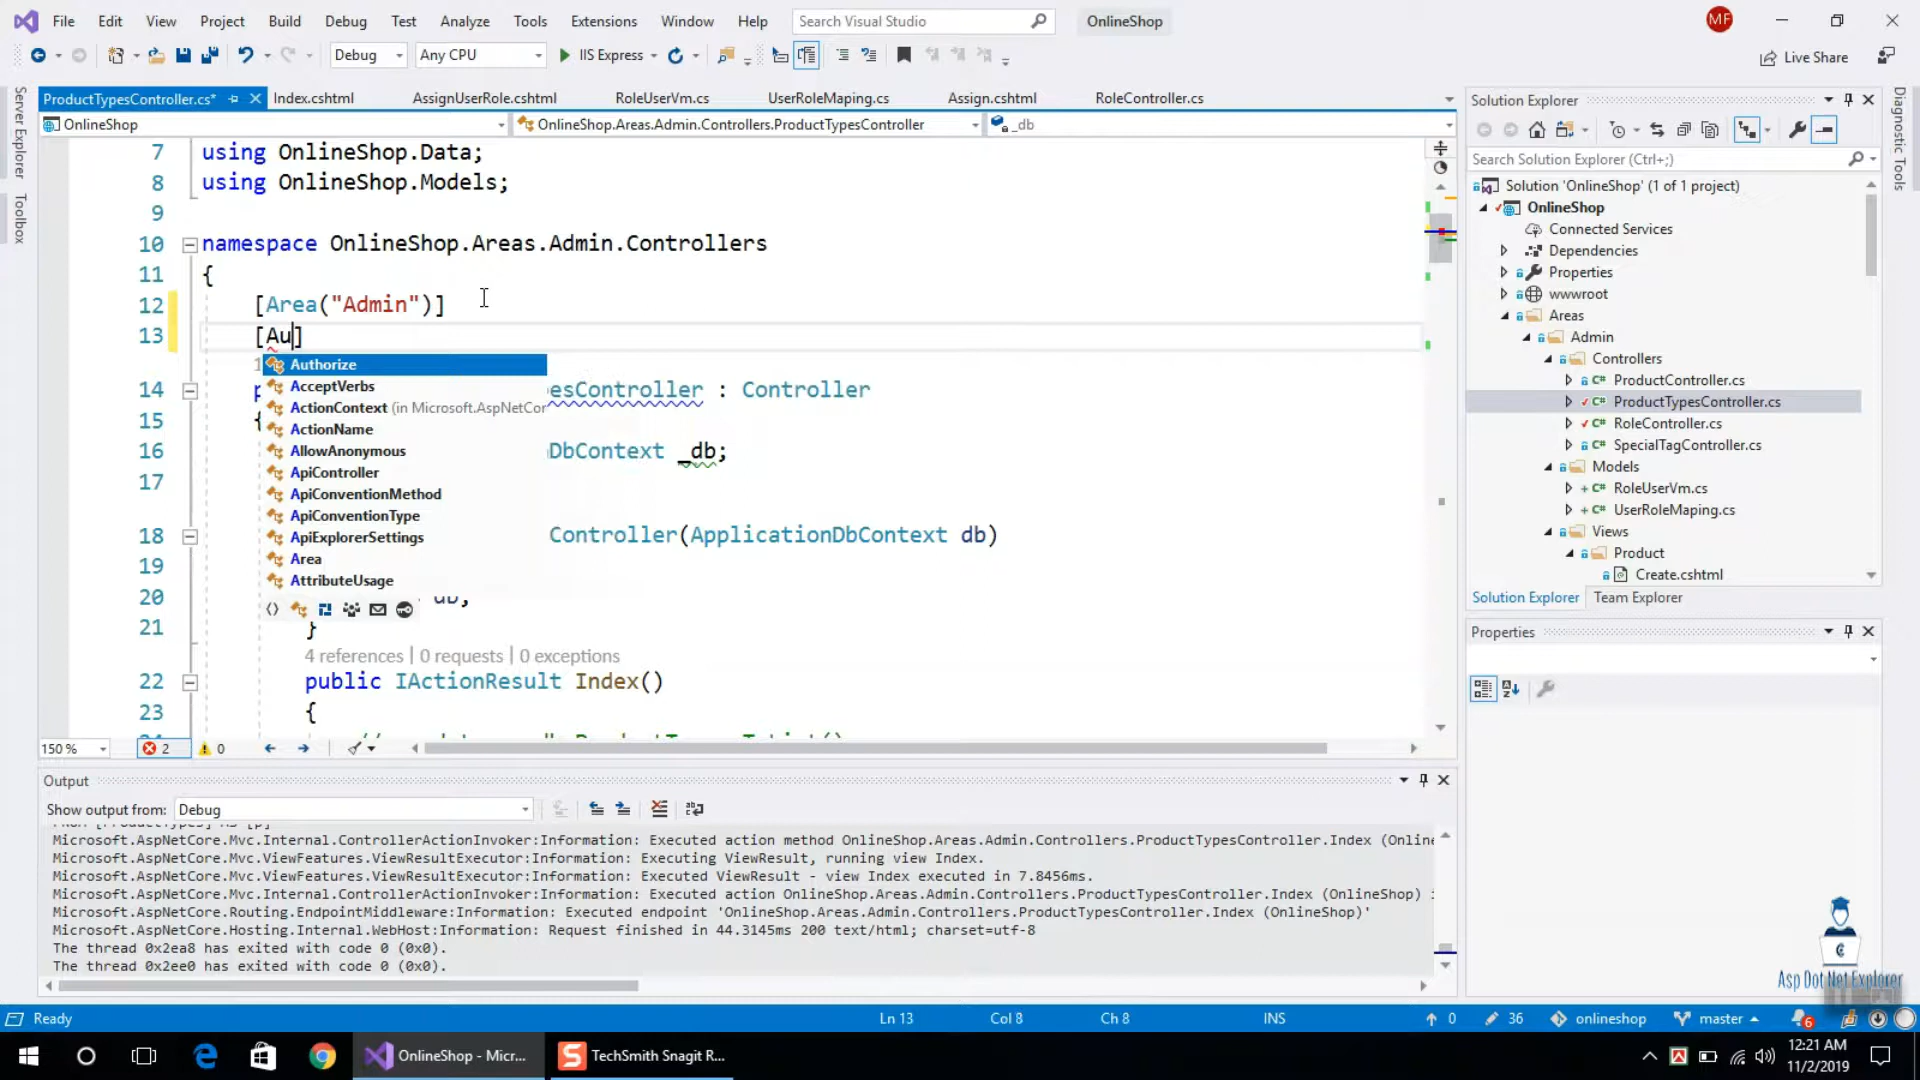 File Edit View Project Build Debug Test Analyze Tools Extensions Window Help Search Visual Studio OnlineShop MF
Debug Any CPU IIS Express Live Share
ProductTypesController.cs* Index.cshtml AssignUserRole.cshtml RoleUserVm.cs UserRoleMaping.cs Assign.cshtml RoleController.cs
OnlineShop OnlineShop.Areas.Admin.Controllers.ProductTypesController _db
Server Explorer
Toolbox
7 using OnlineShop.Data;
8 using OnlineShop.Models;
9
10 namespace OnlineShop.Areas.Admin.Controllers
11 {
12 [Area("Admin")]
13 [Au]
Authorize
AcceptVerbs
ActionContext (in Microsoft.AspNetCor
ActionName
AllowAnonymous
ApiController
ApiConventionMethod
ApiConventionType
ApiExplorerSettings
Area
AttributeUsage
14 esController : Controller
15 {
16 DbContext _db;
17
18 Controller(ApplicationDbContext db)
19
20
21 }
4 references | 0 requests | 0 exceptions
22 public IActionResult Index()
23 {
150 % 2 0
Output
Show output from: Debug
Microsoft.AspNetCore.Mvc.Internal.ControllerActionInvoker:Information: Executed action method OnlineShop.Areas.Admin.Controllers.ProductTypesController.Index (Onlin
Microsoft.AspNetCore.Mvc.ViewFeatures.ViewResultExecutor:Information: Executing ViewResult, running view Index.
Microsoft.AspNetCore.Mvc.ViewFeatures.ViewResultExecutor:Information: Executed ViewResult - view Index executed in 7.8456ms.
Microsoft.AspNetCore.Mvc.Internal.ControllerActionInvoker:Information: Executed action OnlineShop.Areas.Admin.Controllers.ProductTypesController.Index (OnlineShop) i
Microsoft.AspNetCore.Routing.EndpointMiddleware:Information: Executed endpoint 'OnlineShop.Areas.Admin.Controllers.ProductTypesController.Index (OnlineShop)'
Microsoft.AspNetCore.Hosting.Internal.WebHost:Information: Request finished in 44.3145ms 200 text/html; charset=utf-8
The thread 0x2ea8 has exited with code 0 (0x0).
The thread 0x2ee0 has exited with code 0 (0x0).
Solution Explorer
Search Solution Explorer (Ctrl+;)
Solution 'OnlineShop' (1 of 1 project)
OnlineShop
Connected Services
Dependencies
Properties
wwwroot
Areas
Admin
Controllers
ProductController.cs
ProductTypesController.cs
RoleController.cs
SpecialTagController.cs
Models
RoleUserVm.cs
UserRoleMaping.cs
Views
Product
Create.cshtml
Solution Explorer Team Explorer
Properties
Diagnostic Tools
Asp Dot Net Explorer
Ready Ln 13 Col 8 Ch 8 INS 0 36 onlineshop master 6
OnlineShop - Micr... TechSmith Snagit R...
12:21 AM
11/2/2019